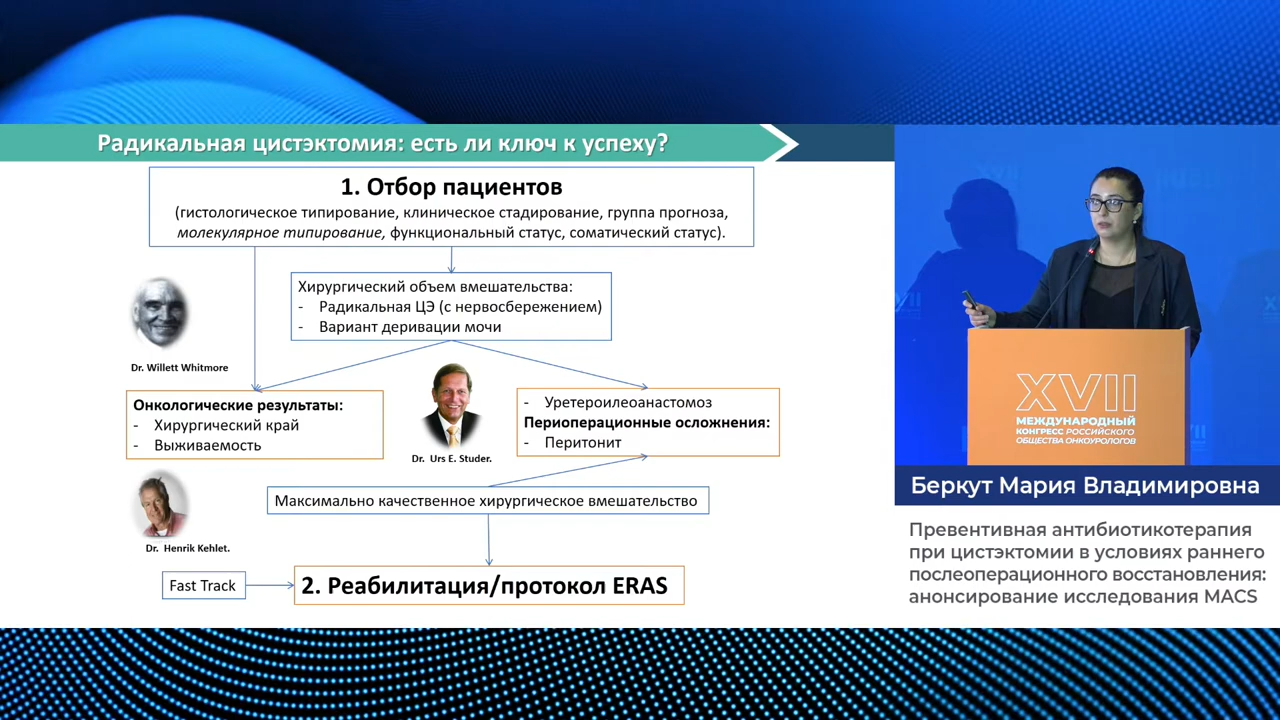 Радикальная цистэктомия: есть ли ключ к успеху?
1. Отбор пациентов
(гистологическое типирование, клиническое стадирование, группа прогноза,
молекулярное типирование, функциональный статус, соматический статус).
Хирургический объем вмешательства:
- Радикальная ЦЭ (с нервосбережением)
- Вариант деривации мочи
Dr. Willett Whitmore
Онкологические результаты:
- Хирургический край
- Выживаемость
Dr. Urs E. Studer.
- Уретероилеоанастомоз
Периоперационные осложнения:
- Перитонит
Dr. Henrik Kehlet.
Максимально качественное хирургическое вмешательство
Fast Track
2. Реабилитация/протокол ERAS
XVII
МЕЖДУНАРОДНЫЙ
КОНГРЕСС РОССИЙСКОГО
ОБЩЕСТВА ОНКОУРОЛОГОВ
Беркут Мария Владимировна
Превентивная антибиотикотерапия
при цистэктомии в условиях раннего
послеоперационного восстановления:
анонсирование исследования MACS